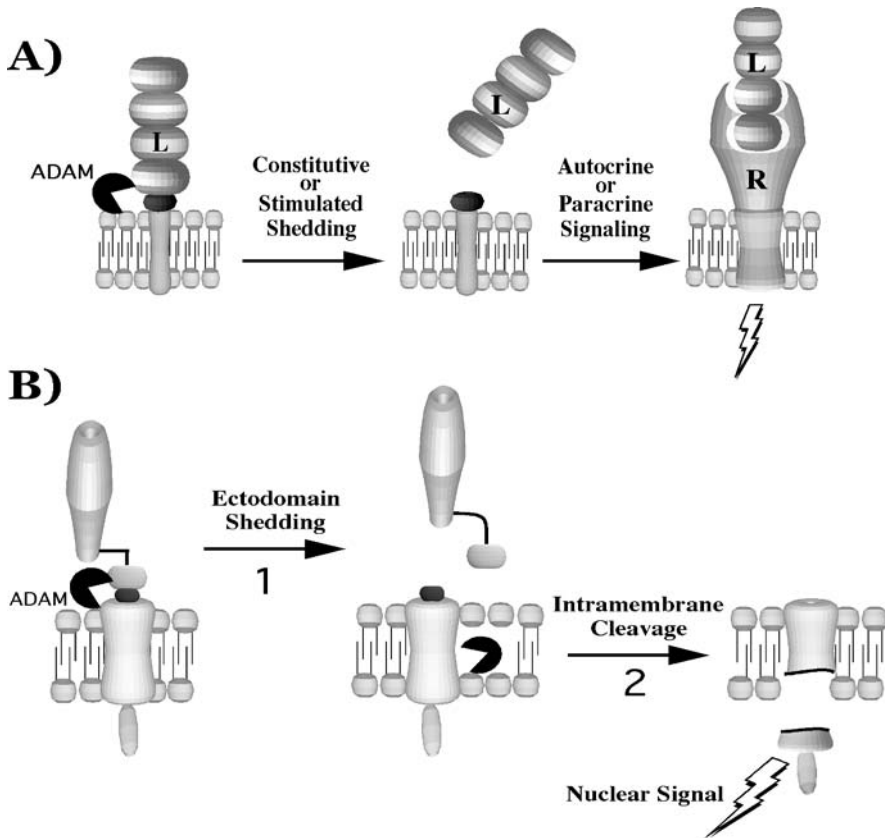 A)
L
ADAM
Constitutive
or
Stimulated
Shedding
L
Autocrine
or
Paracrine
Signaling
L
R
B)
ADAM
Ectodomain
Shedding
1
Intramembrane
Cleavage
2
Nuclear Signal